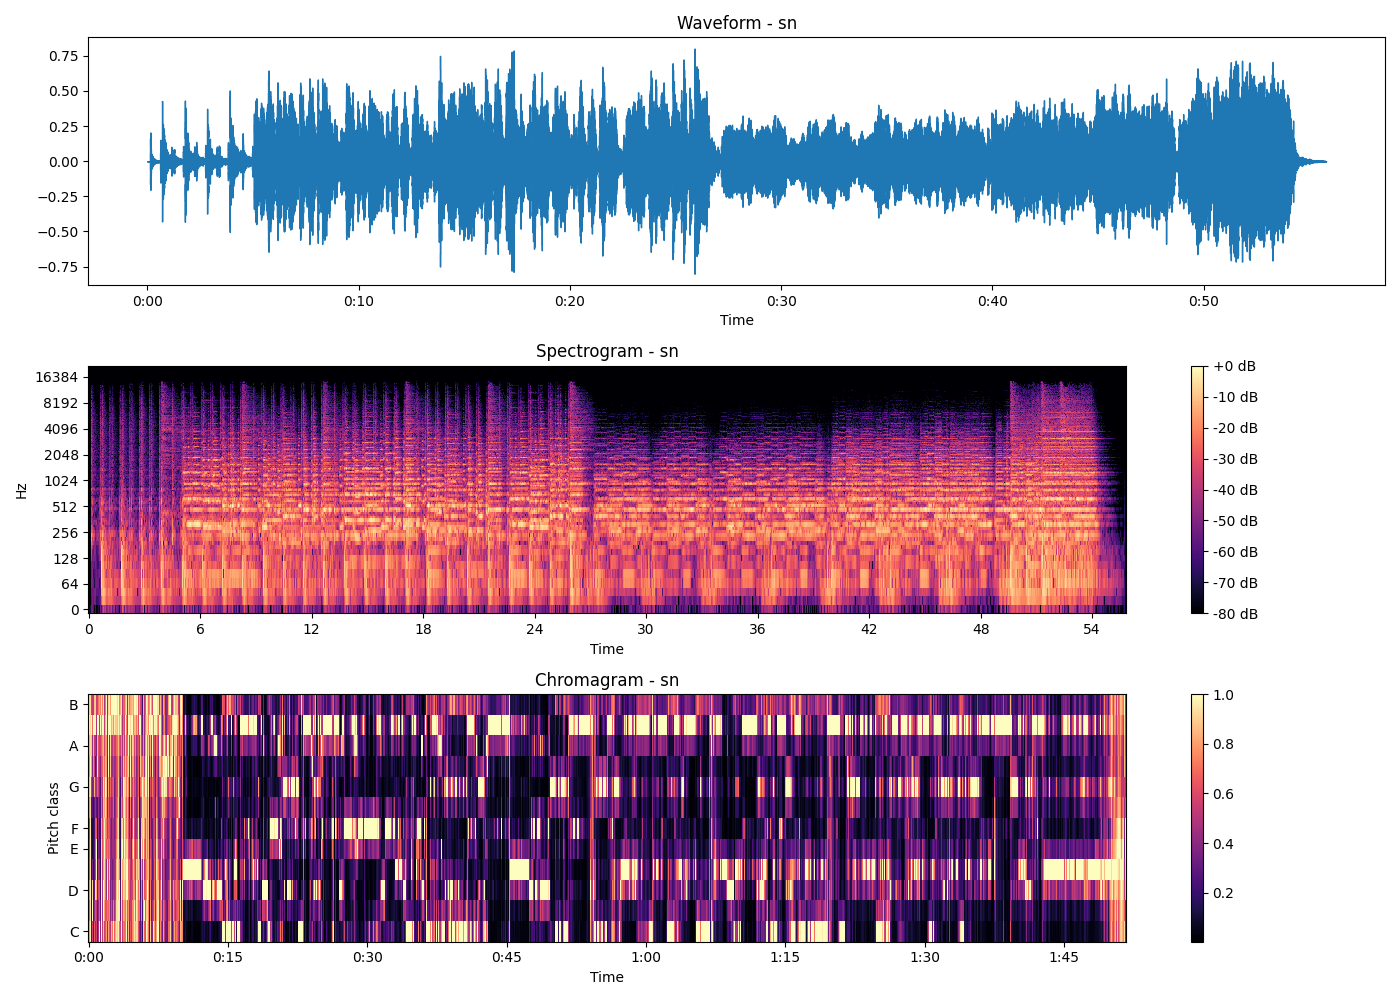 Waveform - sn
0.75
0.50
0.25
0.00
−0.25
−0.50
−0.75
0:00 0:10 0:20 0:30 0:40 0:50
Time
Spectrogram - sn
Hz
16384
8192
4096
2048
1024
512
256
128
64
0
0 6 12 18 24 30 36 42 48 54
Time
+0 dB
-10 dB
-20 dB
-30 dB
-40 dB
-50 dB
-60 dB
-70 dB
-80 dB
Chromagram - sn
Pitch class
B
A
G
F
E
D
C
0:00 0:15 0:30 0:45 1:00 1:15 1:30 1:45
Time
1.0
0.8
0.6
0.4
0.2